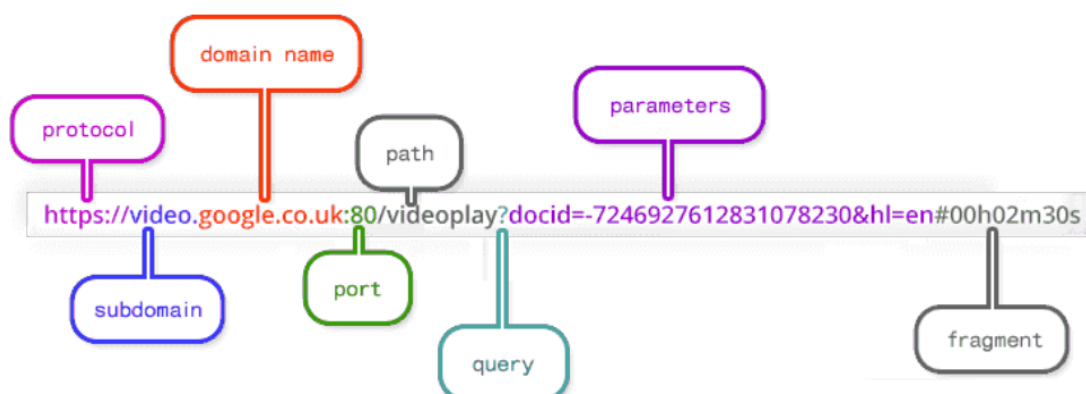 domain name
parameters
protocol
path
https://video.google.co.uk:80/videoplay?docid=-7246927612831078230&hl=en#00h02m30s
subdomain
port
query
fragment